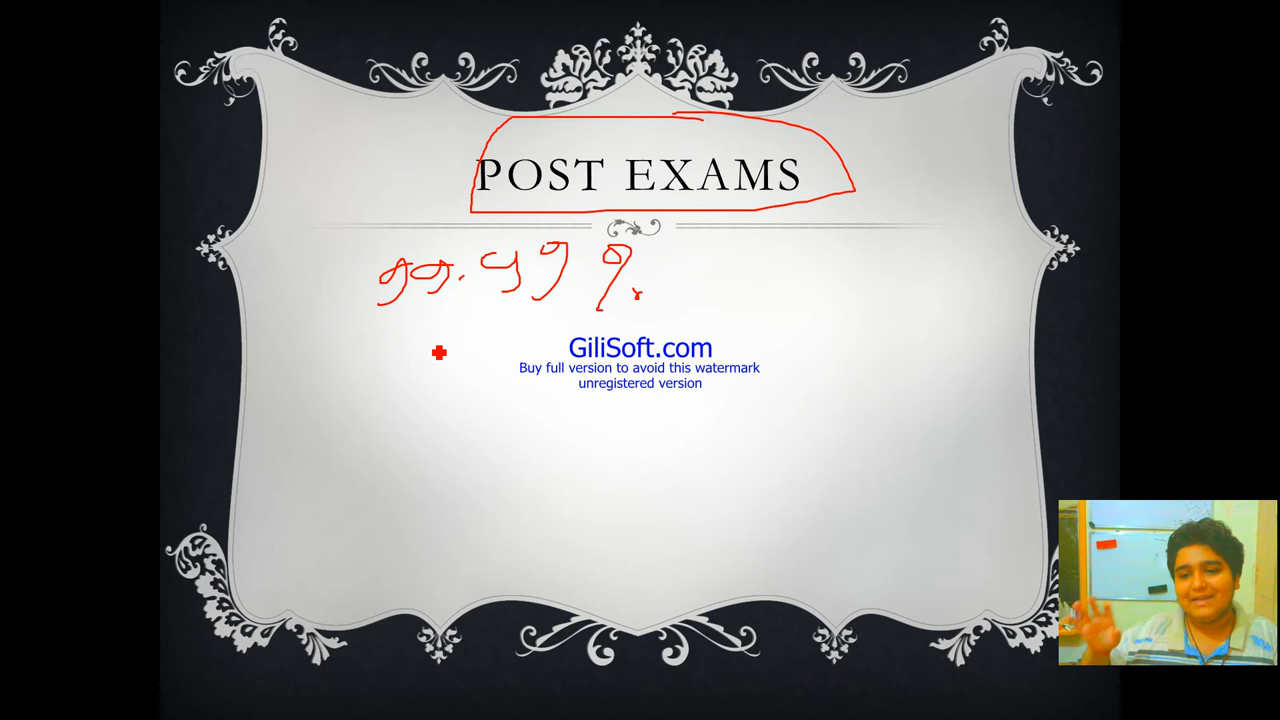 POST EXAMS
GiliSoft.com
Buy full version to avoid this watermark
unregistered version